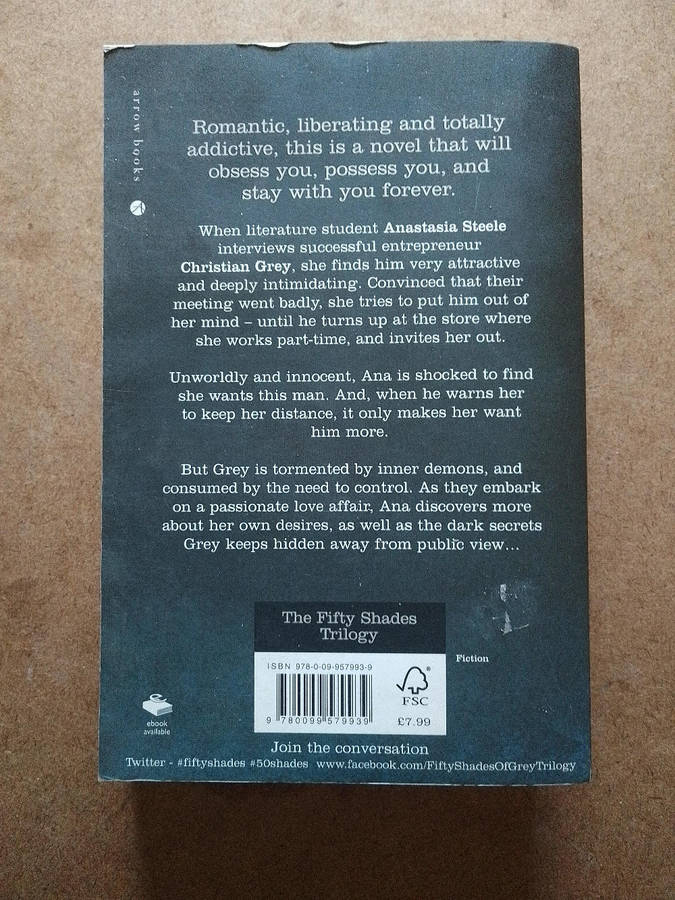 arrow books
Romantic, liberating and totally
addictive, this is a novel that will
obsess you, possess you, and
stay with you forever.
When literature student Anastasia Steele
interviews successful entrepreneur
Christian Grey, she finds him very attractive
and deeply intimidating. Convinced that their
meeting went badly, she tries to put him out of
her mind – until he turns up at the store where
she works part-time, and invites her out.
Unworldly and innocent, Ana is shocked to find
she wants this man. And, when he warns her
to keep her distance, it only makes her want
him more.
But Grey is tormented by inner demons, and
consumed by the need to control. As they embark
on a passionate love affair, Ana discovers more
about her own desires, as well as the dark secrets
Grey keeps hidden away from public view...
The Fifty Shades
Trilogy
ISBN 978-0-09-957993-9
9 780099 579939
FSC
£7.99
Fiction
e
ebook
available
Join the conversation
Twitter - #fiftyshades #50shades www.facebook.com/FiftyShadesOfGreyTrilogy